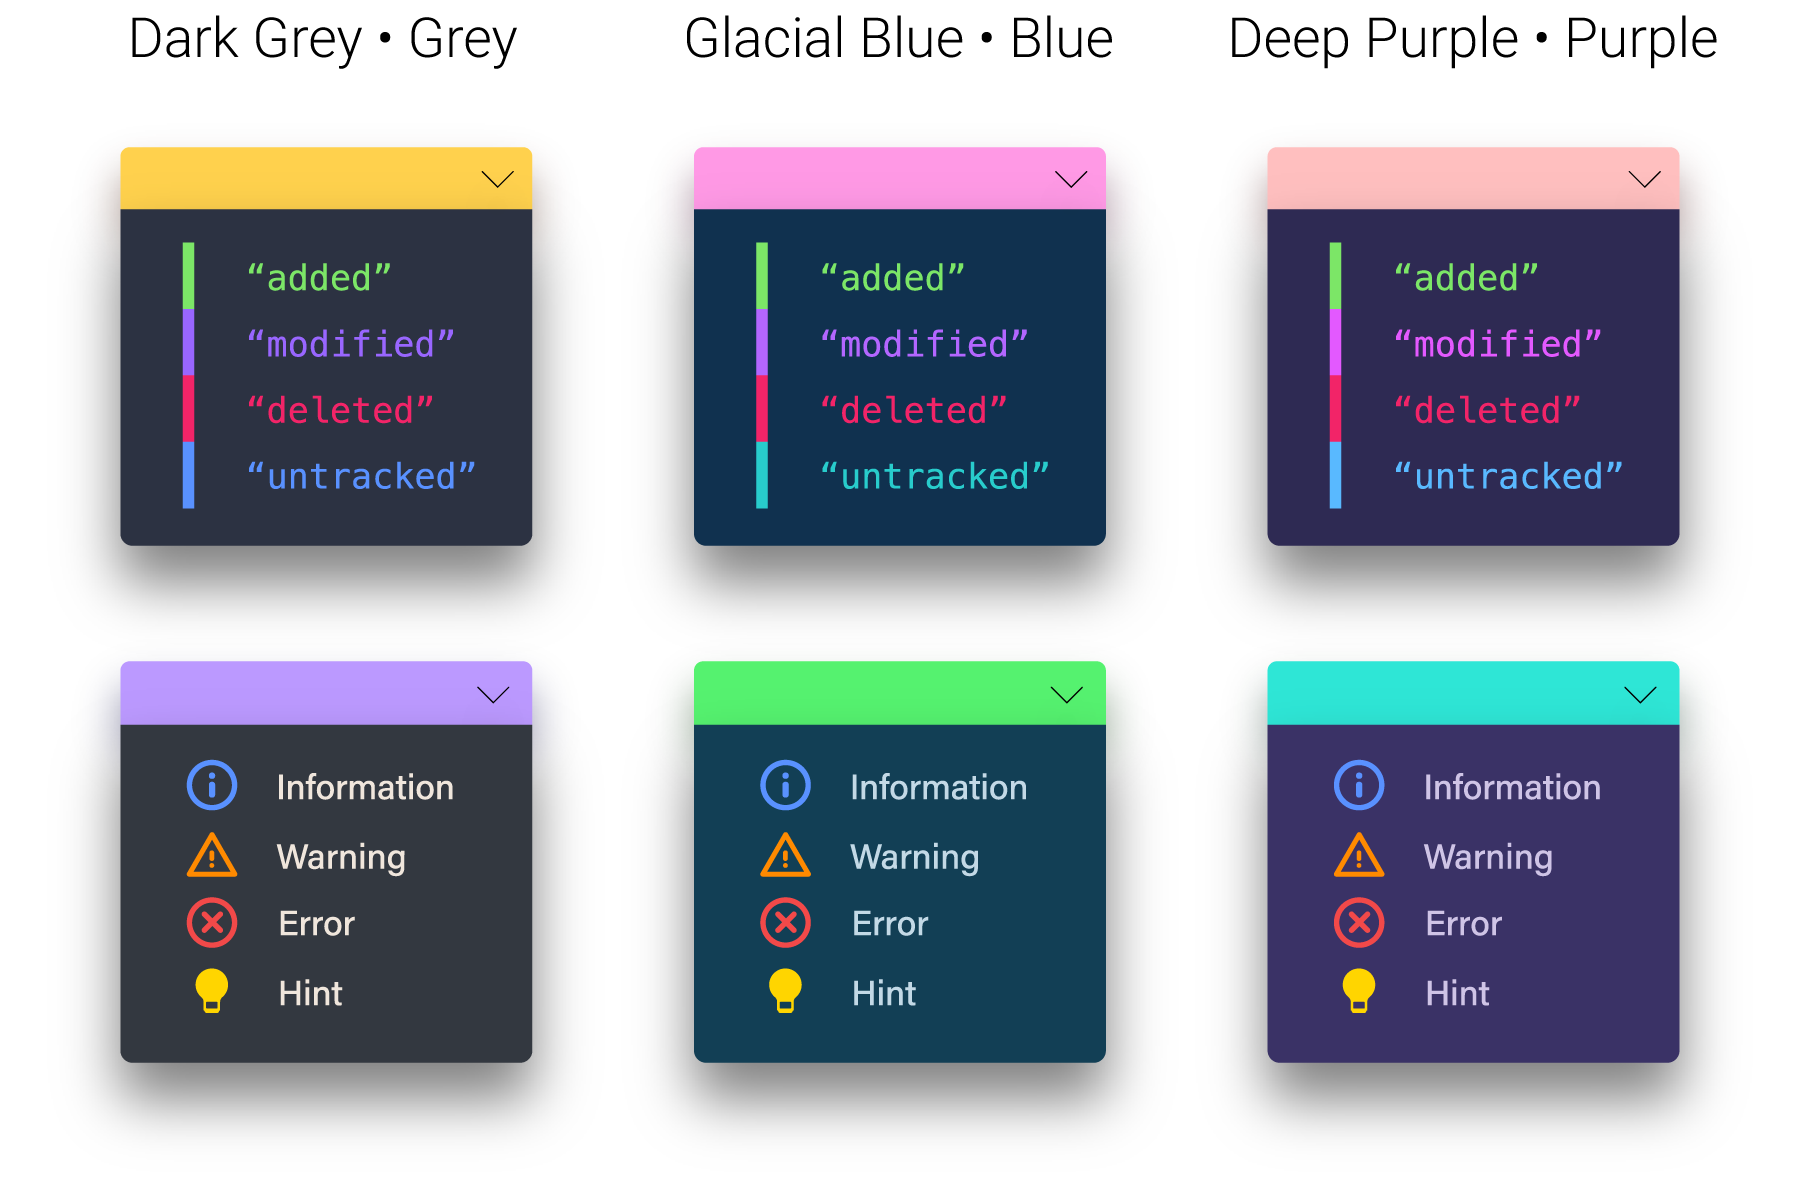 Dark Grey • Grey
Glacial Blue • Blue
Deep Purple • Purple
“added”
“modified”
“deleted”
“untracked”
“added”
“modified”
“deleted”
“untracked”
“added”
“modified”
“deleted”
“untracked”
Information
Warning
Error
Hint
Information
Warning
Error
Hint
Information
Warning
Error
Hint